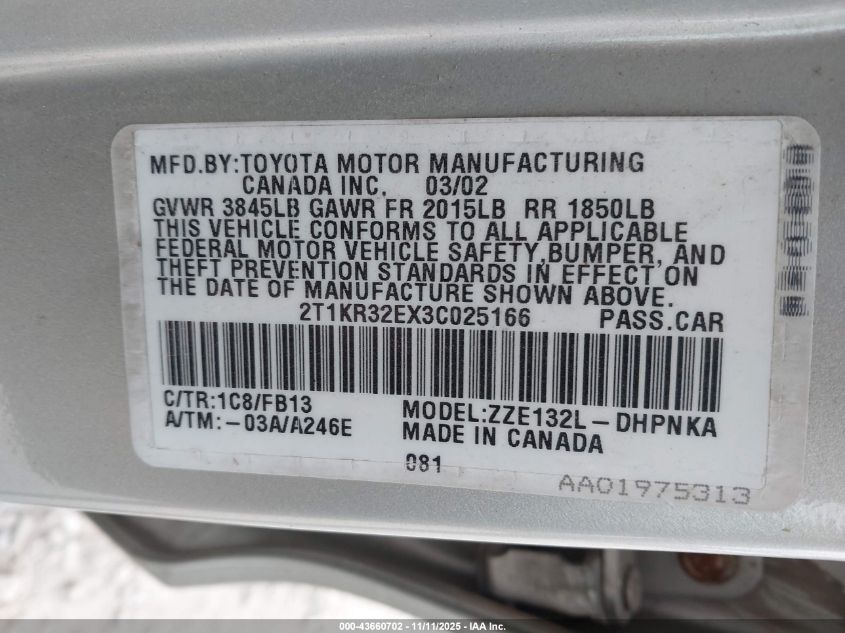 MFD.BY:TOYOTA MOTOR MANUFACTURING
CANADA INC. 03/02
GVWR 3845LB GAWR FR 2015LB RR 1850LB
THIS VEHICLE CONFORMS TO ALL APPLICABLE
FEDERAL MOTOR VEHICLE SAFETY,BUMPER, AND
THEFT PREVENTION STANDARDS IN EFFECT ON
THE DATE OF MANUFACTURE SHOWN ABOVE.
2T1KR32EX3C025166 PASS.CAR
C/TR:1C8/FB13
A/TM:-03A/A246E
MODEL:ZZE132L-DHPNKA
MADE IN CANADA
081
AA01975313
000-43660702 - 11/11/2025 - IAA Inc.